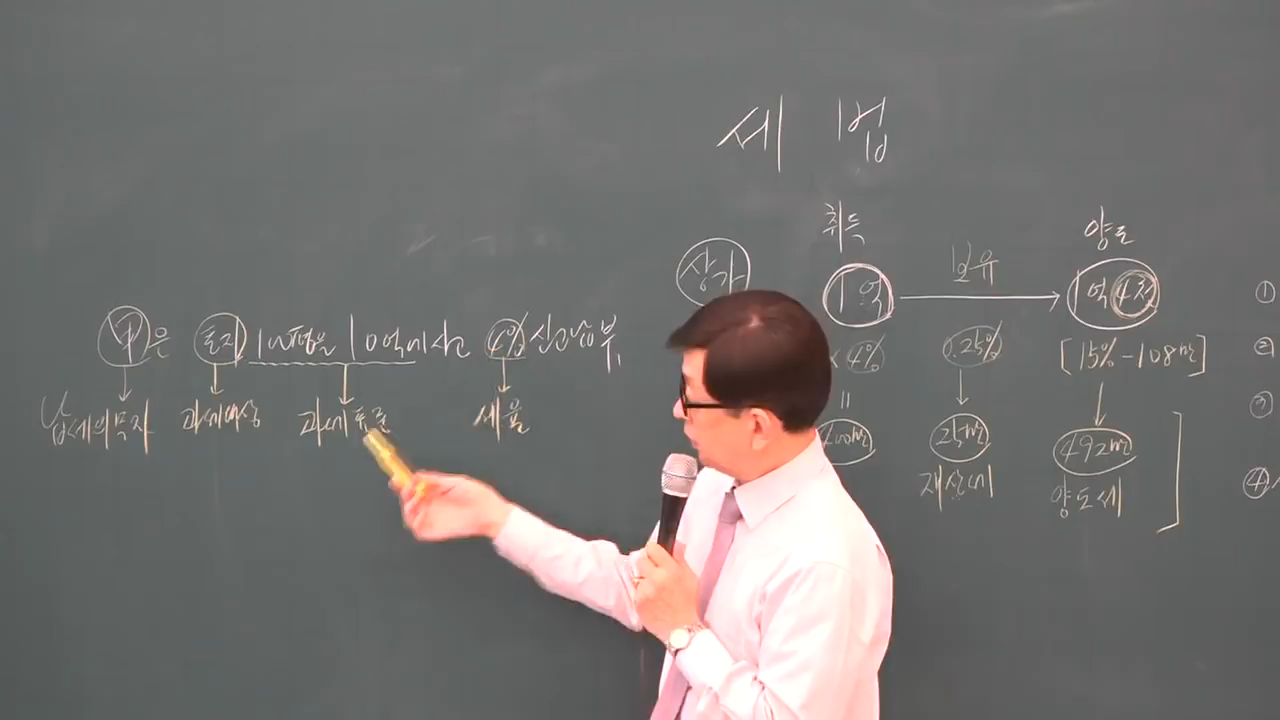 세 법
취득
양도
상가
1억
보유
1억 4천
甲은 토지 100평을 10억에 사고 4% 신고납부
4%
0.25%
[15%-108만]
납세의무자
과세대상
과세표준
세율
=
400만
25만
492만
재산세
양도세
①
②
③
④